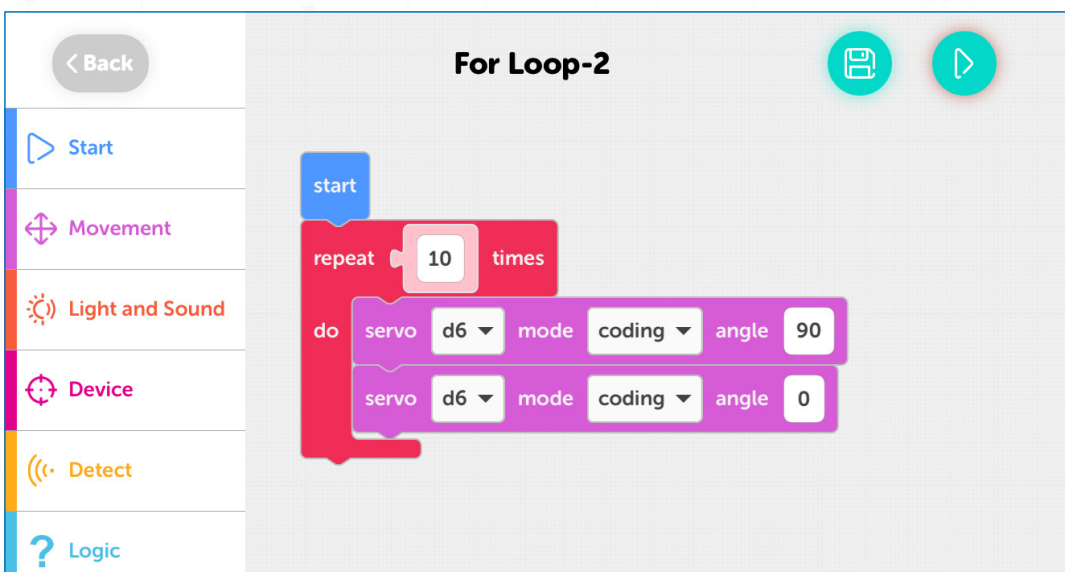 < Back
For Loop-2
Start
Movement
Light and Sound
Device
Detect
? Logic
start
repeat 10 times
do servo d6 mode coding angle 90
servo d6 mode coding angle 0